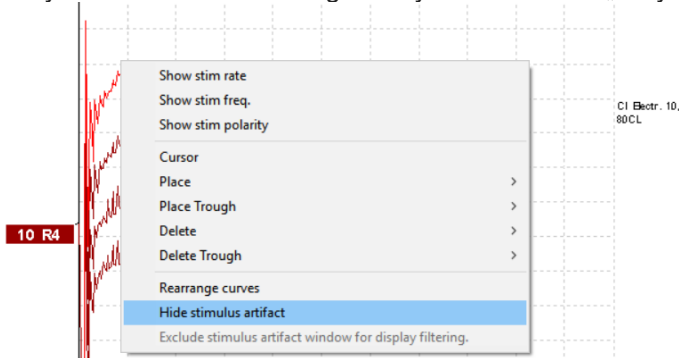 Show stim rate
Show stim freq.
Show stim polarity
CI Electr. 10,
80CL
Cursor
Place
Place Trough
10 R4
Delete
Delete Trough
Rearrange curves
Hide stimulus artifact
Exclude stimulus artifact window for display filtering.